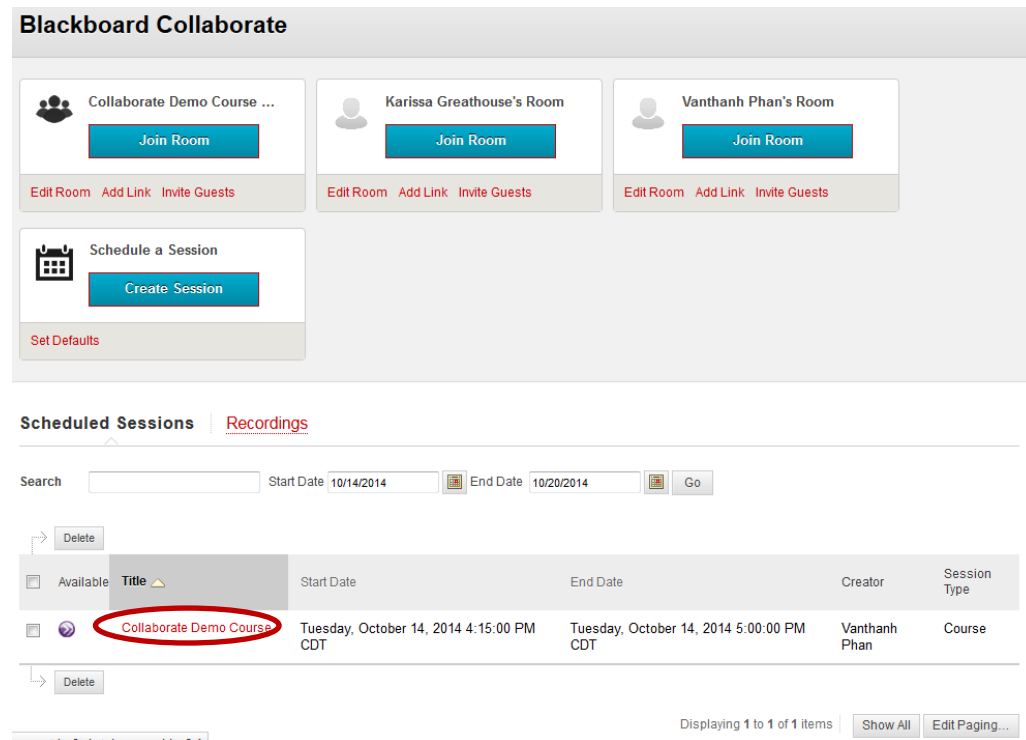 Blackboard Collaborate
Collaborate Demo Course ...
Join Room
Edit Room Add Link Invite Guests
Karissa Greathouse's Room
Join Room
Edit Room Add Link Invite Guests
Vanthanh Phan's Room
Join Room
Edit Room Add Link Invite Guests
Schedule a Session
Create Session
Set Defaults
Scheduled Sessions Recordings
Search Start Date 10/14/2014 End Date 10/20/2014 Go
Delete
Available Title Start Date End Date Creator Session
Type
Collaborate Demo Course Tuesday, October 14, 2014 4:15:00 PM Tuesday, October 14, 2014 5:00:00 PM Vanthanh Course
CDT CDT Phan
Delete
Displaying 1 to 1 of 1 items Show All Edit Paging...